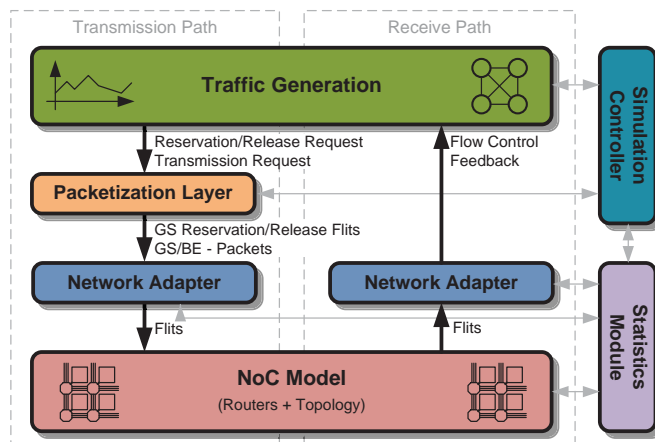 Transmission Path
Receive Path
Traffic Generation
Simulation
Controller
Reservation/Release Request
Transmission Request
Flow Control
Feedback
Packetization Layer
GS Reservation/Release Flits
GS/BE - Packets
Network Adapter
Network Adapter
Statistics
Module
Flits
Flits
NoC Model
(Routers + Topology)